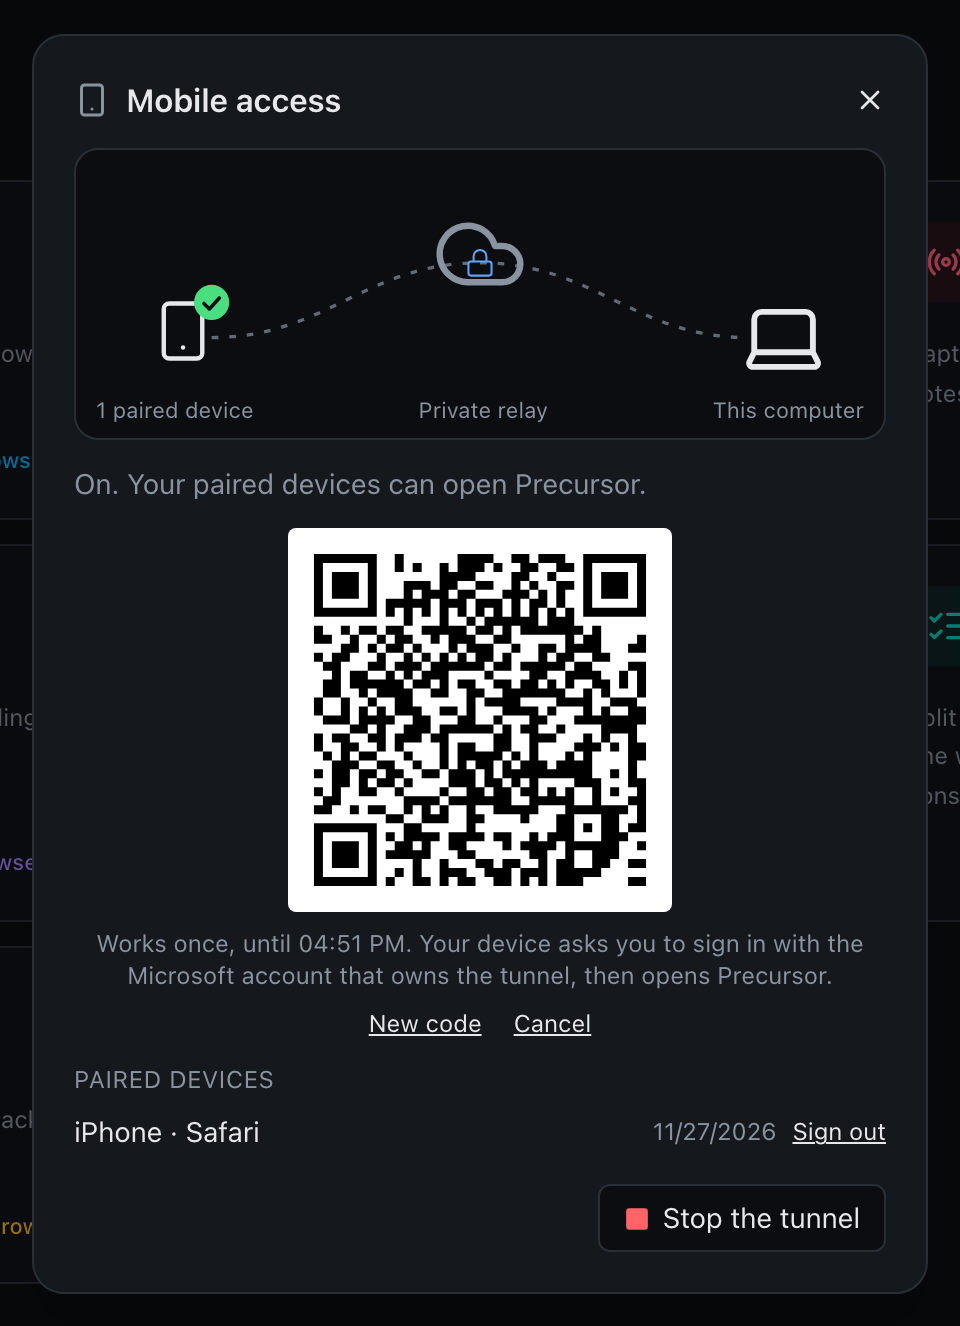 Mobile access
1 paired device
Private relay
This computer
On. Your paired devices can open Precursor.
Works once, until 04:51 PM. Your device asks you to sign in with the
Microsoft account that owns the tunnel, then opens Precursor.
New code
Cancel
PAIRED DEVICES
iPhone · Safari
11/27/2026
Sign out
Stop the tunnel